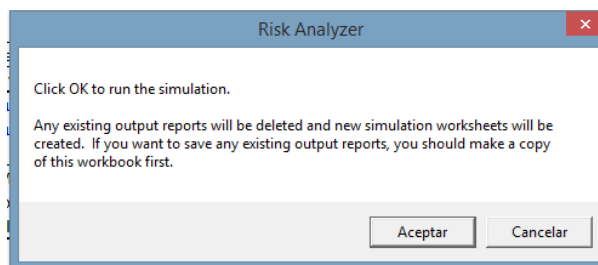 Risk Analyzer
Click OK to run the simulation.
Any existing output reports will be deleted and new simulation worksheets will be
created.  If you want to save any existing output reports, you should make a copy
of this workbook first.
Aceptar
Cancelar